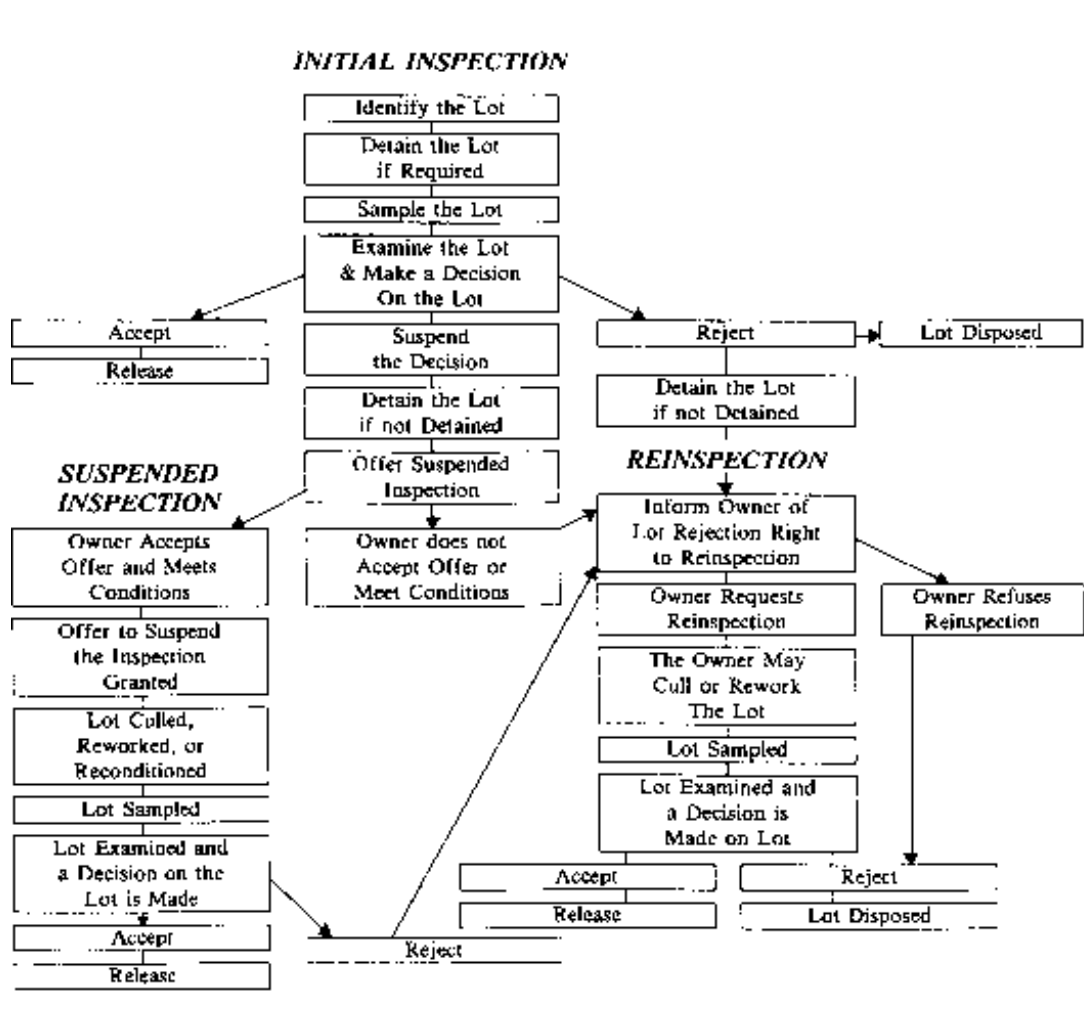 INITIAL INSPECTION
Identify the Lot
Detain the Lot
if Required
Sample the Lot
Examine the Lot
& Make a Decision
On the Lot
Accept
Release
Suspend
the Decision
Detain the Lot
if not Detained
Offer Suspended
Inspection
Reject
Lot Disposed
Detain the Lot
if not Detained
SUSPENDED
INSPECTION
Owner Accepts
Offer and Meets
Conditions
Offer to Suspend
the Inspection
Granted
Lot Culled,
Reworked, or
Reconditioned
Lot Sampled
Lot Examined and
a Decision on the
Lot is Made
Accept
Release
Owner does not
Accept Offer or
Meet Conditions
Reject
REINSPECTION
Inform Owner of
Lot Rejection Right
to Reinspection
Owner Requests
Reinspection
The Owner May
Cull or Rework
The Lot
Lot Sampled
Lot Examined and
a Decision is
Made on Lot
Accept
Release
Owner Refuses
Reinspection
Reject
Lot Disposed